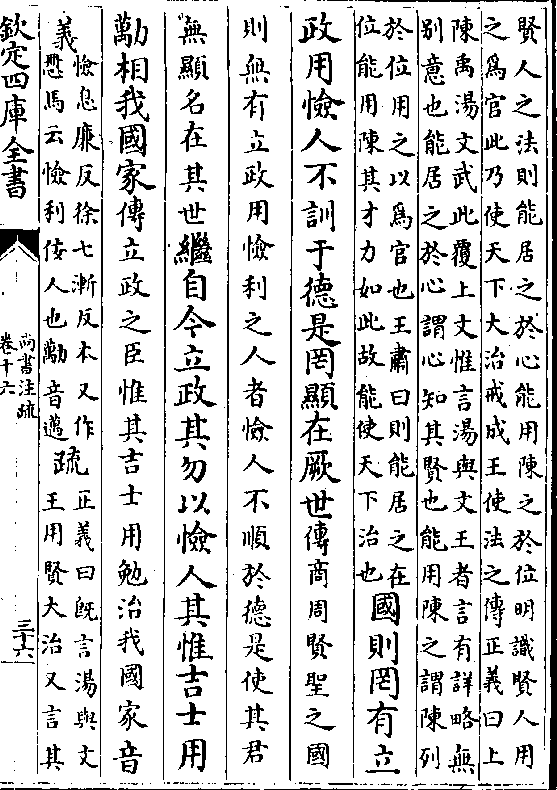 賢人之法則能居之於心能用陳之於位明識賢人用
之為官此乃使天下大治戒成王使法之傳正義曰上
陳禹湯文武此覆上文惟言湯與文王者言有詳略無
别意也能居之於心謂心知其賢也能用陳之謂陳列
於位用之以為官也王肅曰則能居之在
位能用陳其才力如此故能使天下治也
國則罔有立
政用憸人不訓于德是罔顯在厥世傳商周賢聖之國
則無有立政用憸利之人者憸人不順於德是使其君
無顯名在其世繼自今立政其勿以憸人其惟吉士用
勱相我國家傳立政之臣惟其吉士用勉治我國家音
義
憸息廉反徐七漸反本又作
㦓馬云憸利佞人也勱音邁
疏
正義曰既言湯與文
王用賢大治又言其
欽定四庫全書
尚書注疏
卷十六
三十六